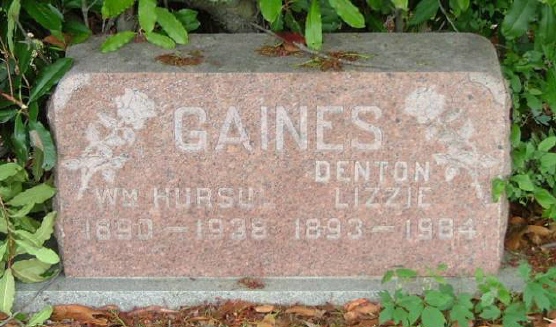 GAINES
WM HURSUL
1890 - 1938
DENTON
LIZZIE
1893 - 1984